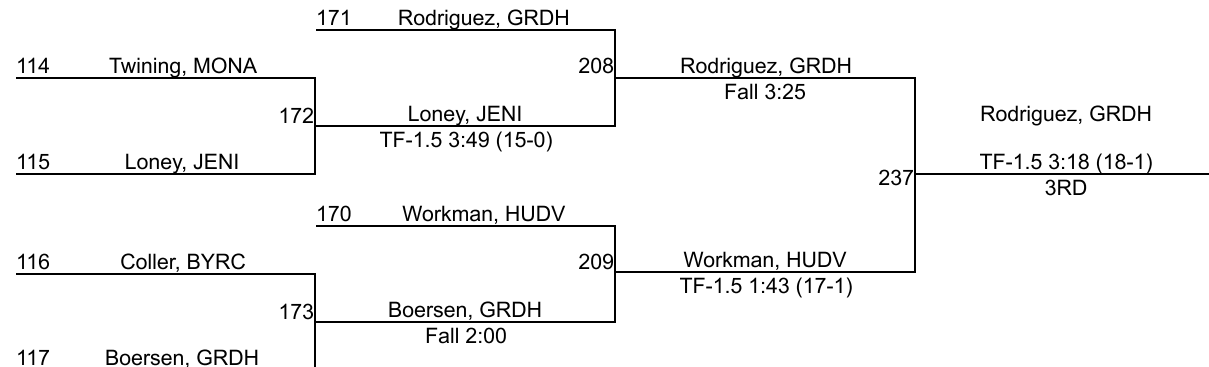 171 Rodriguez, GRDH
114 Twining, MONA
208 Rodriguez, GRDH
Fall 3:25
172 Loney, JENI
TF-1.5 3:49 (15-0)
Rodriguez, GRDH
115 Loney, JENI
237 TF-1.5 3:18 (18-1)
3RD
170 Workman, HUDV
116 Coller, BYRC
209 Workman, HUDV
TF-1.5 1:43 (17-1)
173 Boersen, GRDH
Fall 2:00
117 Boersen, GRDH